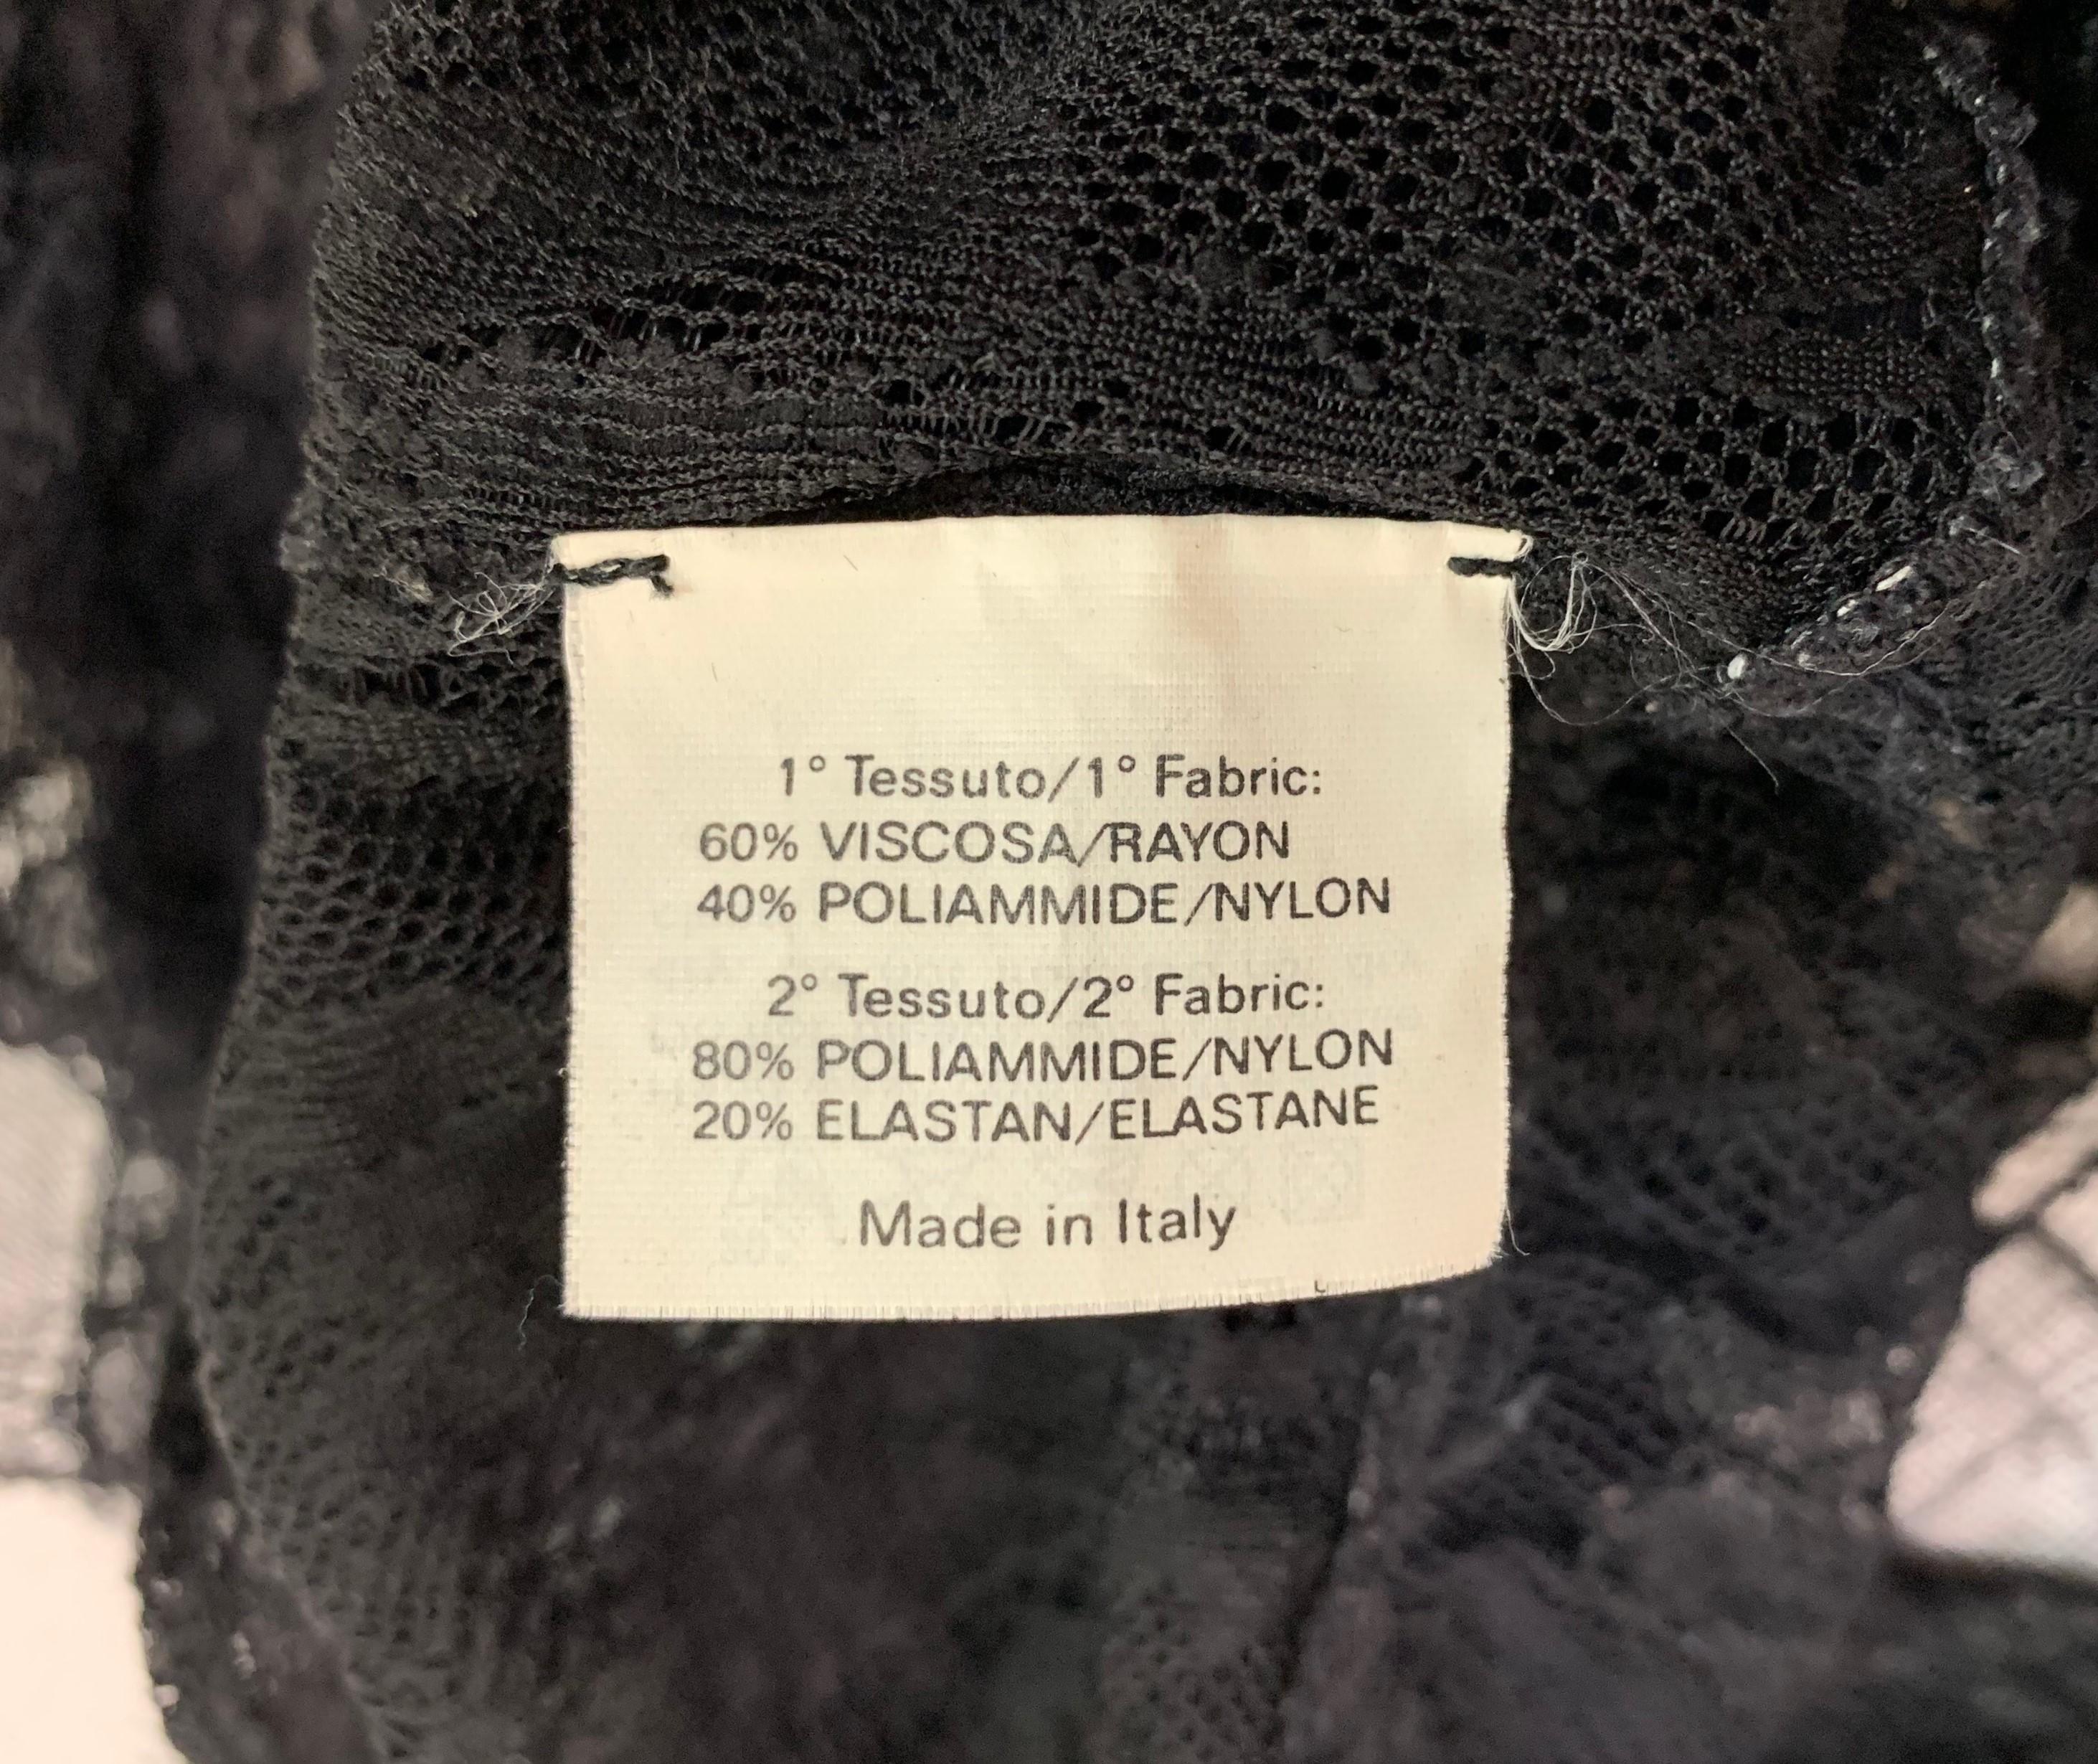 1° Tessuto/1° Fabric:
60% VISCOSA/RAYON
40% POLIAMMIDE/NYLON
2° Tessuto/2° Fabric:
80% POLIAMMIDE/NYLON
20% ELASTAN/ELASTANE
Made in Italy